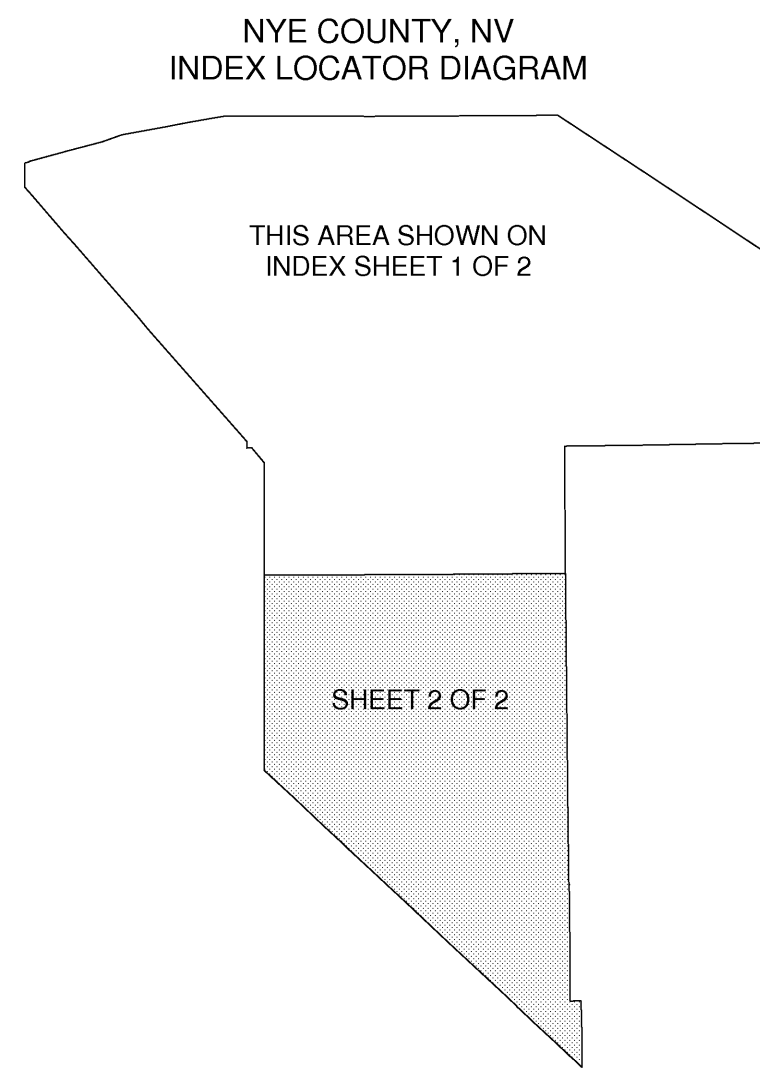 NYE COUNTY, NV
INDEX LOCATOR DIAGRAM
THIS AREA SHOWN ON
INDEX SHEET 1 OF 2
SHEET 2 OF 2